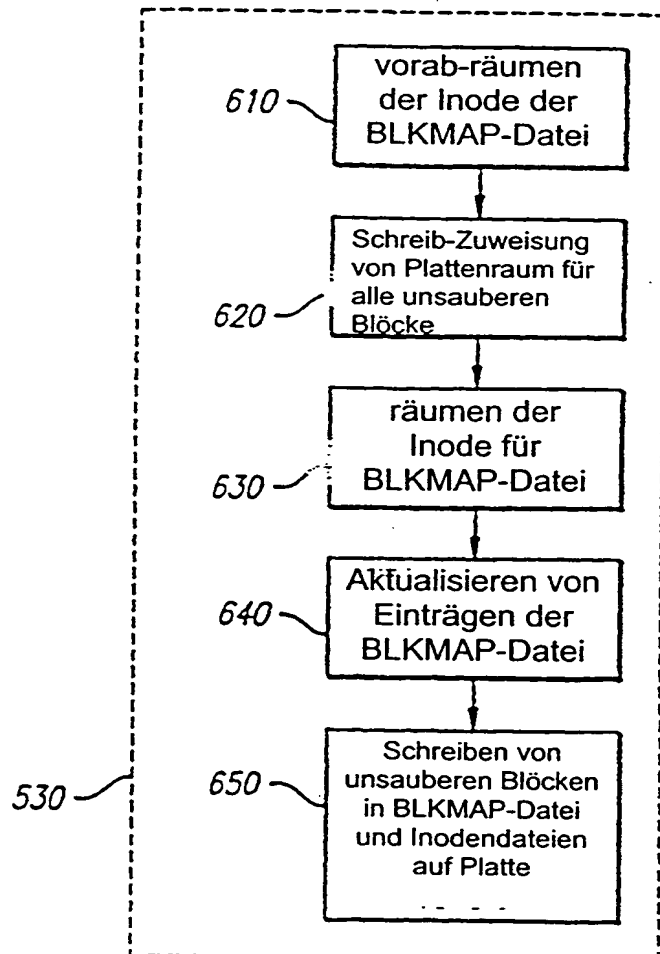 610
vorab-räumen
der Inode der
BLKMAP-Datei
620
Schreib-Zuweisung
von Plattenraum für
alle unsauberen
Blöcke
630
räumen der
Inode für
BLKMAP-Datei
640
Aktualisieren von
Einträgen der
BLKMAP-Datei
530
650
Schreiben von
unsauberen Blöcken
in BLKMAP-Datei
und Inodendateien
auf Platte